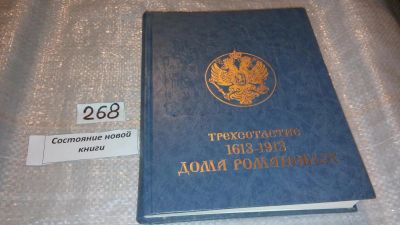 268
Состояние новой
книги
ТРЕХСОТЛЕТИЕ
1613-1913
ДОМА РОМАНОВЫХ